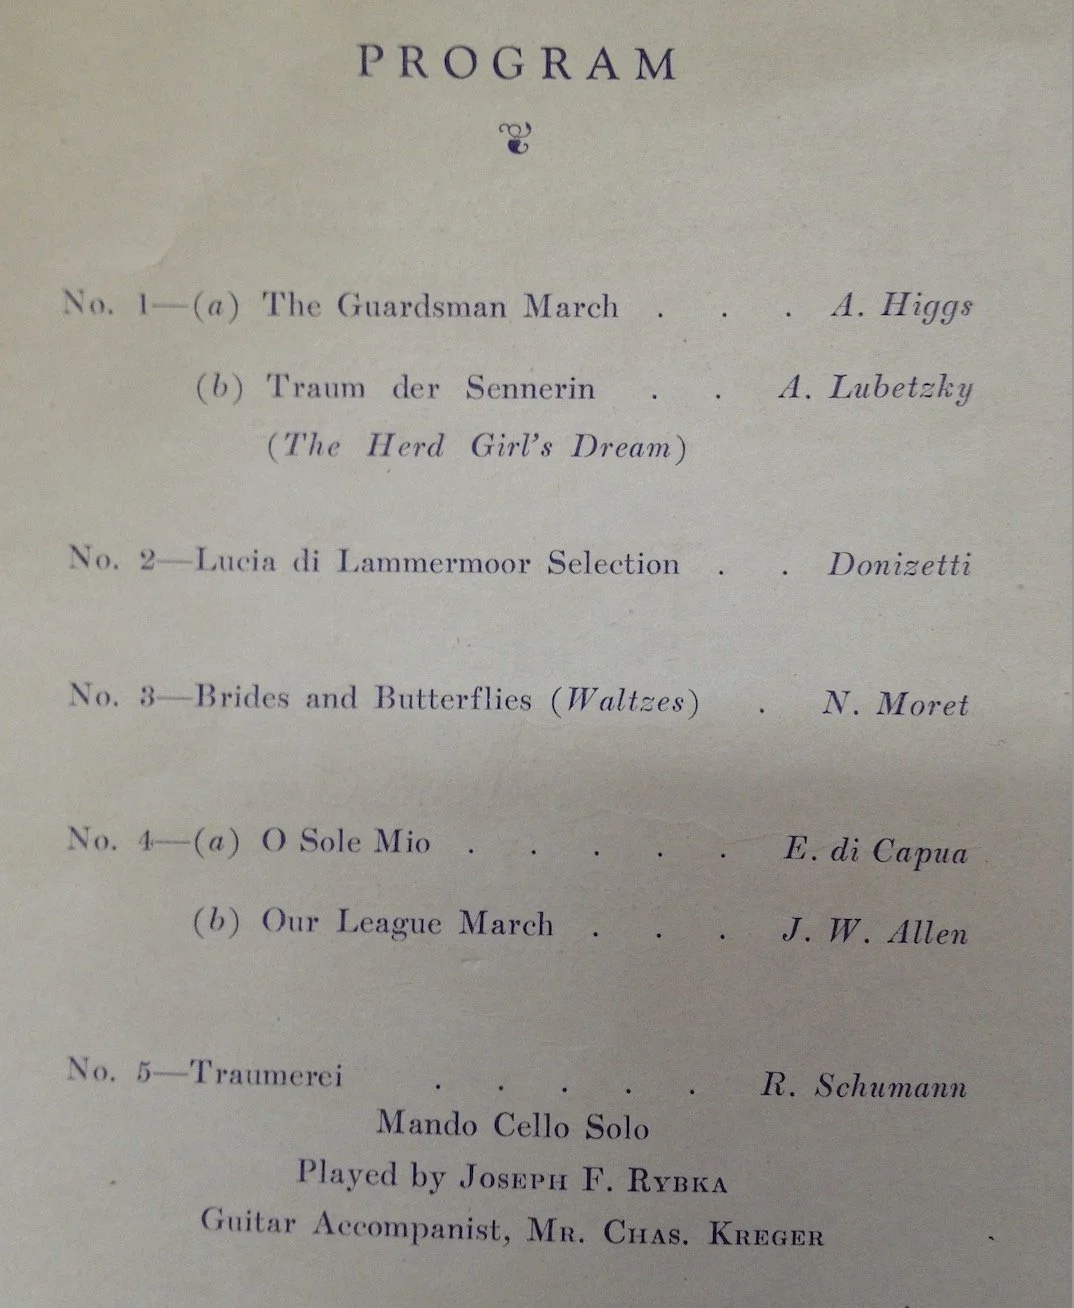 PROGRAM
No. 1—(a) The Guardsman March . . . A. Higgs
(b) Traum der Sennerin . . A. Lubetzky
(The Herd Girl's Dream)
No. 2—Lucia di Lammermoor Selection . . Donizetti
No. 3—Brides and Butterflies (Waltzes) . N. Moret
No. 4—(a) O Sole Mio . . . . . E. di Capua
(b) Our League March . . . J. W. Allen
No. 5—Traumerei . . . . . R. Schumann
Mando Cello Solo
Played by Joseph F. Rybka
Guitar Accompanist, Mr. Chas. Kreger